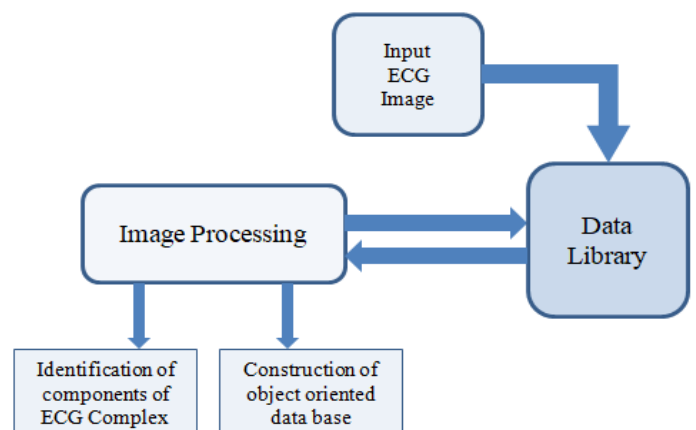 Input
ECG
Image
Image Processing
Data
Library
Identification of
components of
ECG Complex
Construction of
object oriented
data base